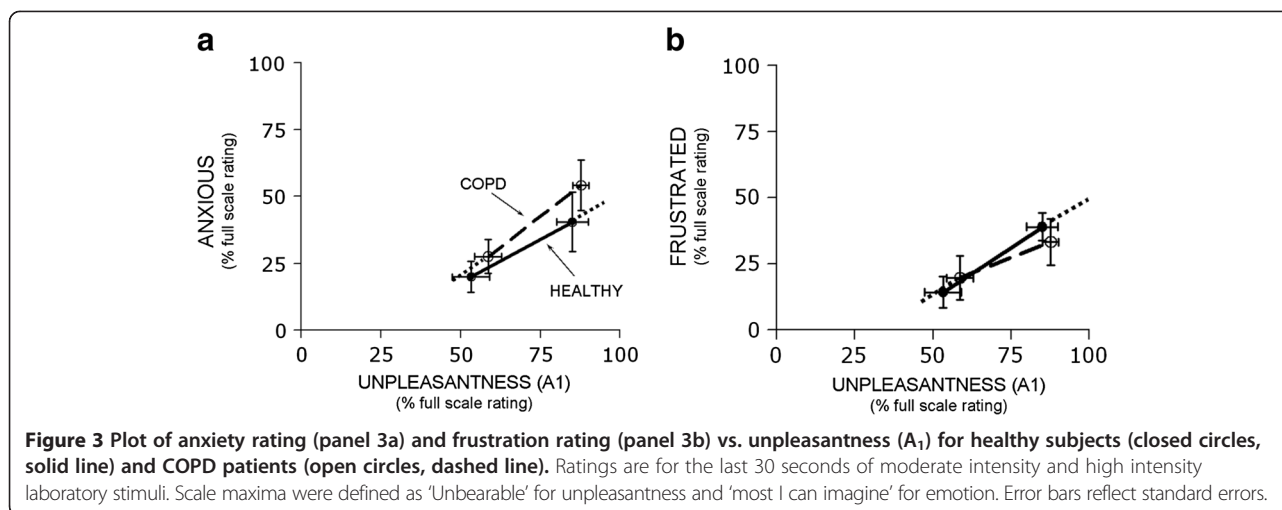 a
100
75
50
25
0
ANXIOUS
(% full scale rating)
COPD
HEALTHY
0 25 50 75 100
UNPLEASANTNESS (A1)
(% full scale rating)
b
100
75
50
25
0
FRUSTRATED
(% full scale rating)
0 25 50 75 100
UNPLEASANTNESS (A1)
(% full scale rating)
Figure 3 Plot of anxiety rating (panel 3a) and frustration rating (panel 3b) vs. unpleasantness (A₁) for healthy subjects (closed circles,
solid line) and COPD patients (open circles, dashed line). Ratings are for the last 30 seconds of moderate intensity and high intensity
laboratory stimuli. Scale maxima were defined as ‘Unbearable’ for unpleasantness and ‘most I can imagine’ for emotion. Error bars reflect standard errors.